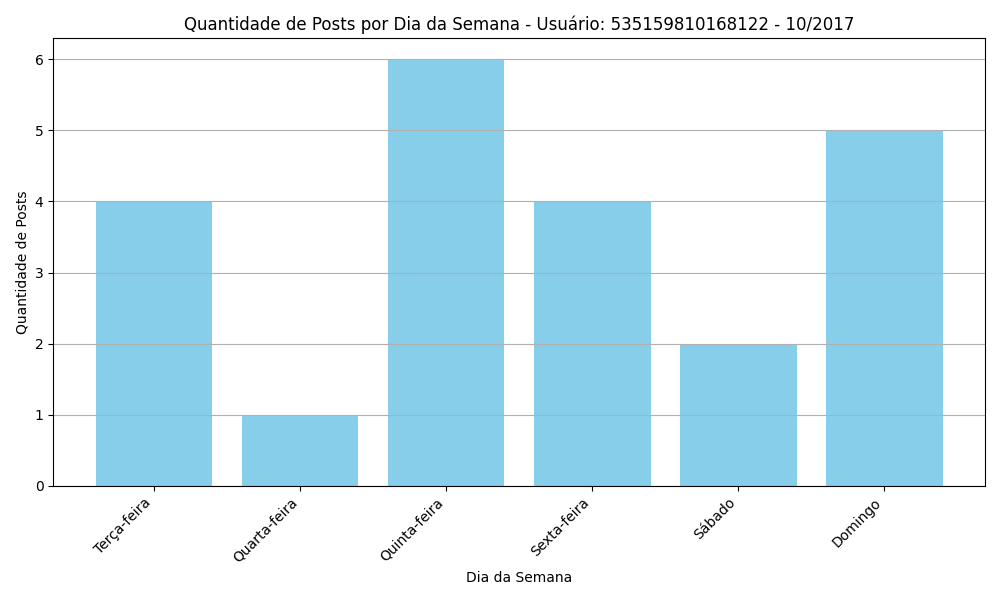 Quantidade de Posts por Dia da Semana - Usuário: 535159810168122 - 10/2017
Quantidade de Posts
6
5
4
3
2
1
0
Terça-feira
Quarta-feira
Quinta-feira
Sexta-feira
Sábado
Domingo
Dia da Semana